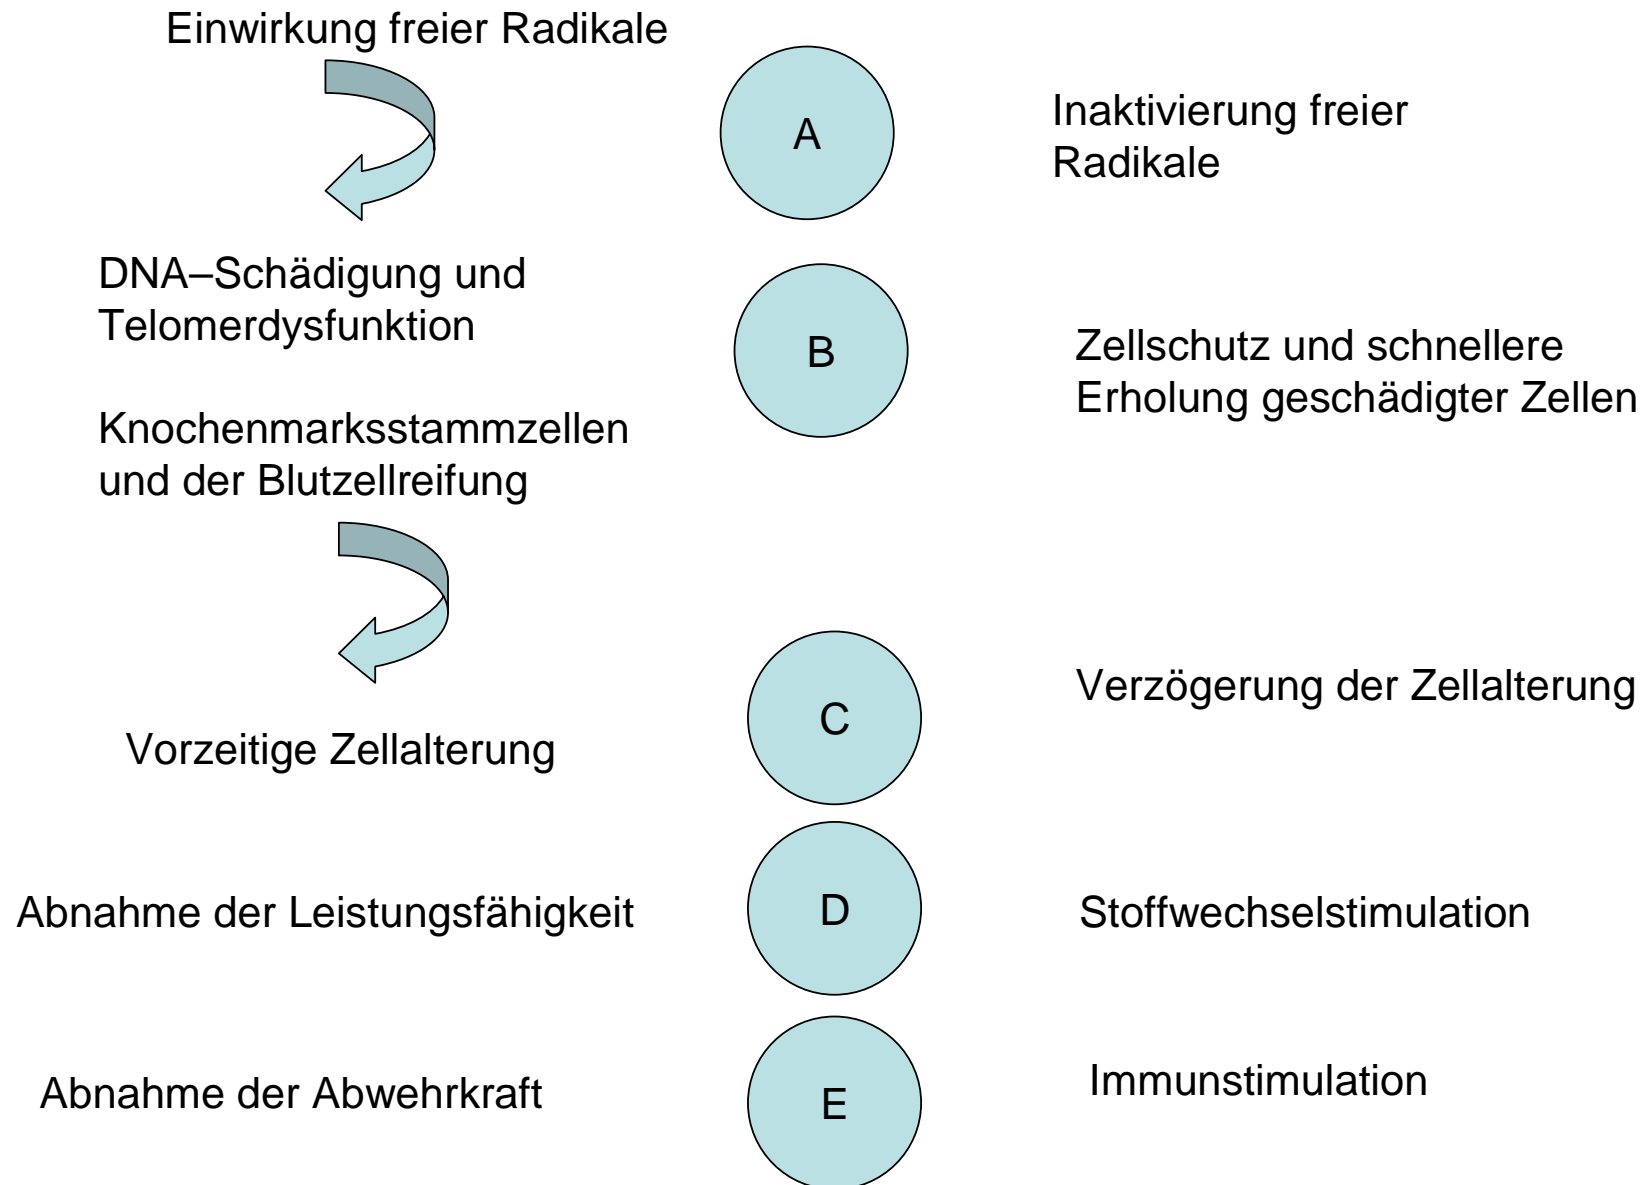 Einwirkung freier Radikale
A
Inaktivierung freier
Radikale
DNA–Schädigung und
Telomerdysfunktion
B
Zellschutz und schnellere
Erholung geschädigter Zellen
Knochenmarksstammzellen
und der Blutzellreifung
Vorzeitige Zellalterung
C
Verzögerung der Zellalterung
Abnahme der Leistungsfähigkeit
D
Stoffwechselstimulation
Abnahme der Abwehrkraft
E
Immunstimulation